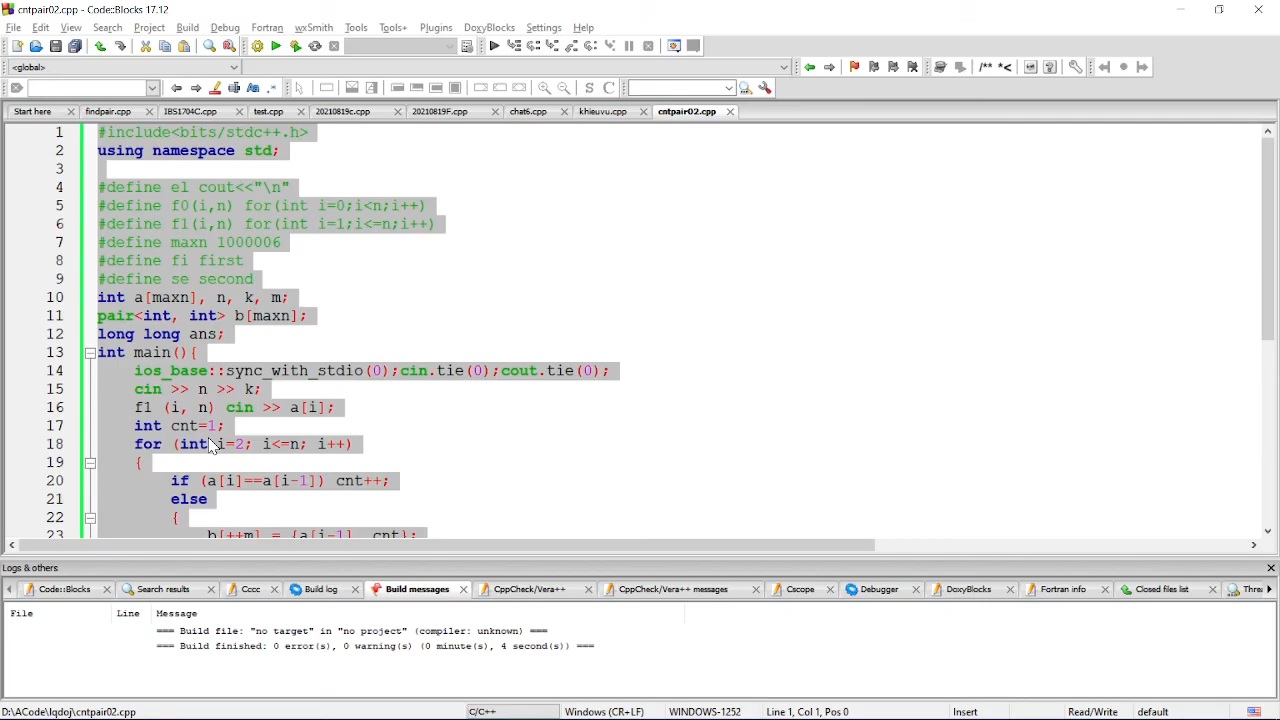 cntpair02.cpp - Code::Blocks 17.12
File Edit View Search Project Build Debug Fortran wxSmith Tools Tools+ Plugins DoxyBlocks Settings Help
<global>
/** *<
S C
Start here findpair.cpp IBS1704C.cpp test.cpp 20210819c.cpp 20210819F.cpp chat6.cpp khieuvu.cpp cntpair02.cpp
1 #include<bits/stdc++.h>
2 using namespace std;
3
4 #define el cout<<"\n"
5 #define f0(i,n) for(int i=0;i<n;i++)
6 #define f1(i,n) for(int i=1;i<=n;i++)
7 #define maxn 1000006
8 #define fi first
9 #define se second
10 int a[maxn], n, k, m;
11 pair<int, int> b[maxn];
12 long long ans;
13 int main(){
14 ios_base::sync_with_stdio(0);cin.tie(0);cout.tie(0);
15 cin >> n >> k;
16 f1 (i, n) cin >> a[i];
17 int cnt=1;
18 for (int i=2; i<=n; i++)
19 {
20 if (a[i]==a[i-1]) cnt++;
21 else
22 {
23 b[++m] = {a[i-1], cnt};
Logs & others
Code::Blocks Search results Cccc Build log Build messages CppCheck/Vera++ CppCheck/Vera++ messages Cscope Debugger DoxyBlocks Fortran info Closed files list Threa
File Line Message
=== Build file: "no target" in "no project" (compiler: unknown) ===
=== Build finished: 0 error(s), 0 warning(s) (0 minute(s), 4 second(s)) ===
D:\ACode\lqdoj\cntpair02.cpp C/C++ Windows (CR+LF) WINDOWS-1252 Line 1, Col 1, Pos 0 Insert Read/Write default